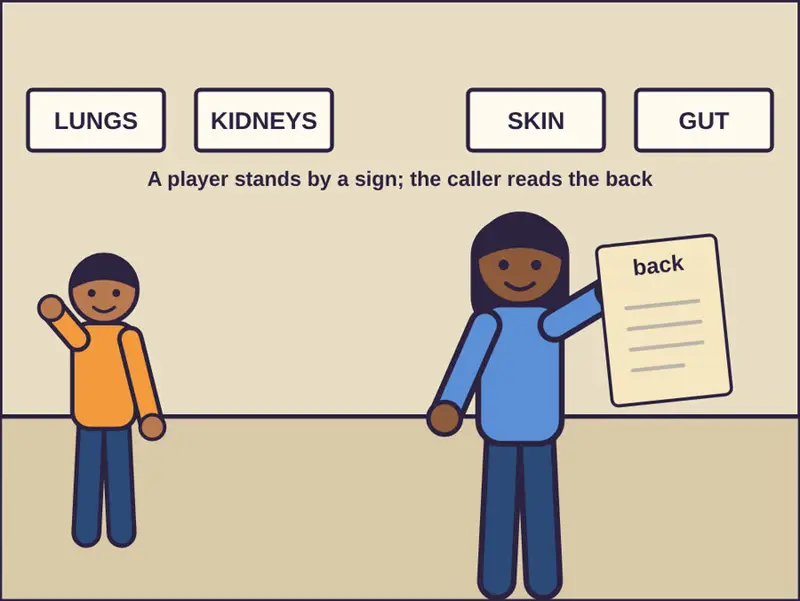 LUNGS
KIDNEYS
SKIN
GUT
A player stands by a sign; the caller reads the back
back